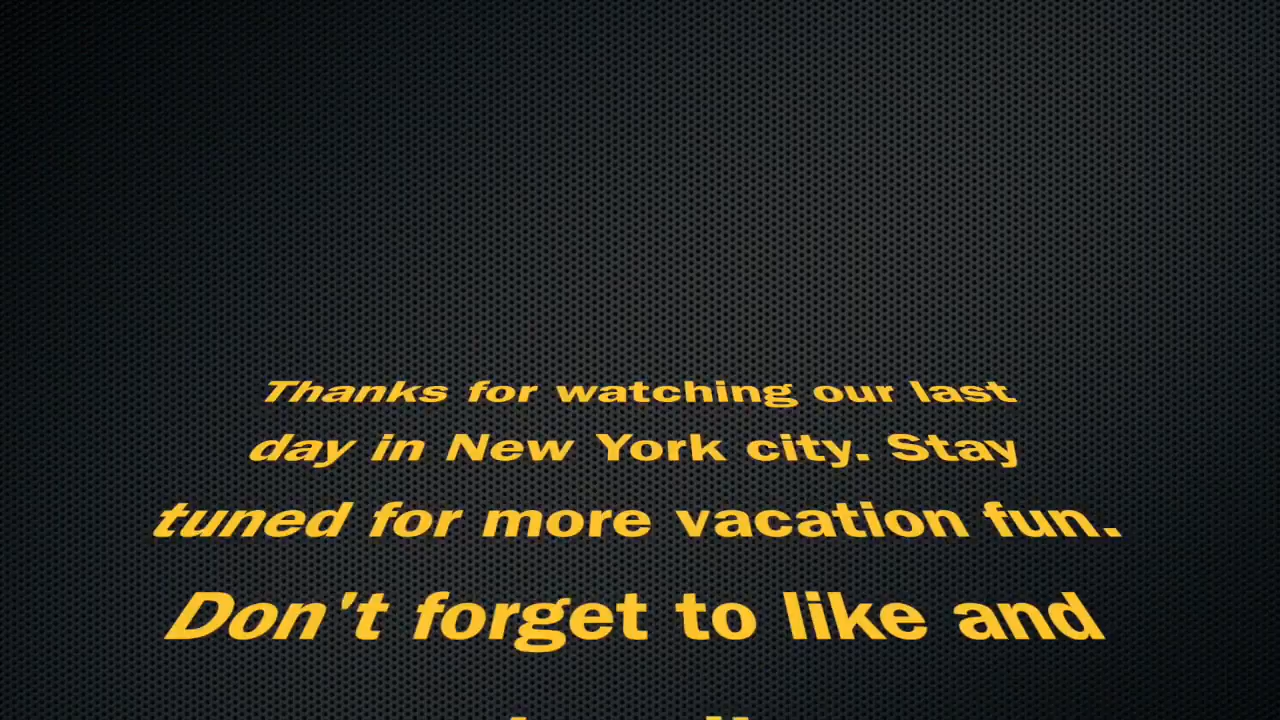 Thanks for watching our last
day in New York city. Stay
tuned for more vacation fun.
Don't forget to like and